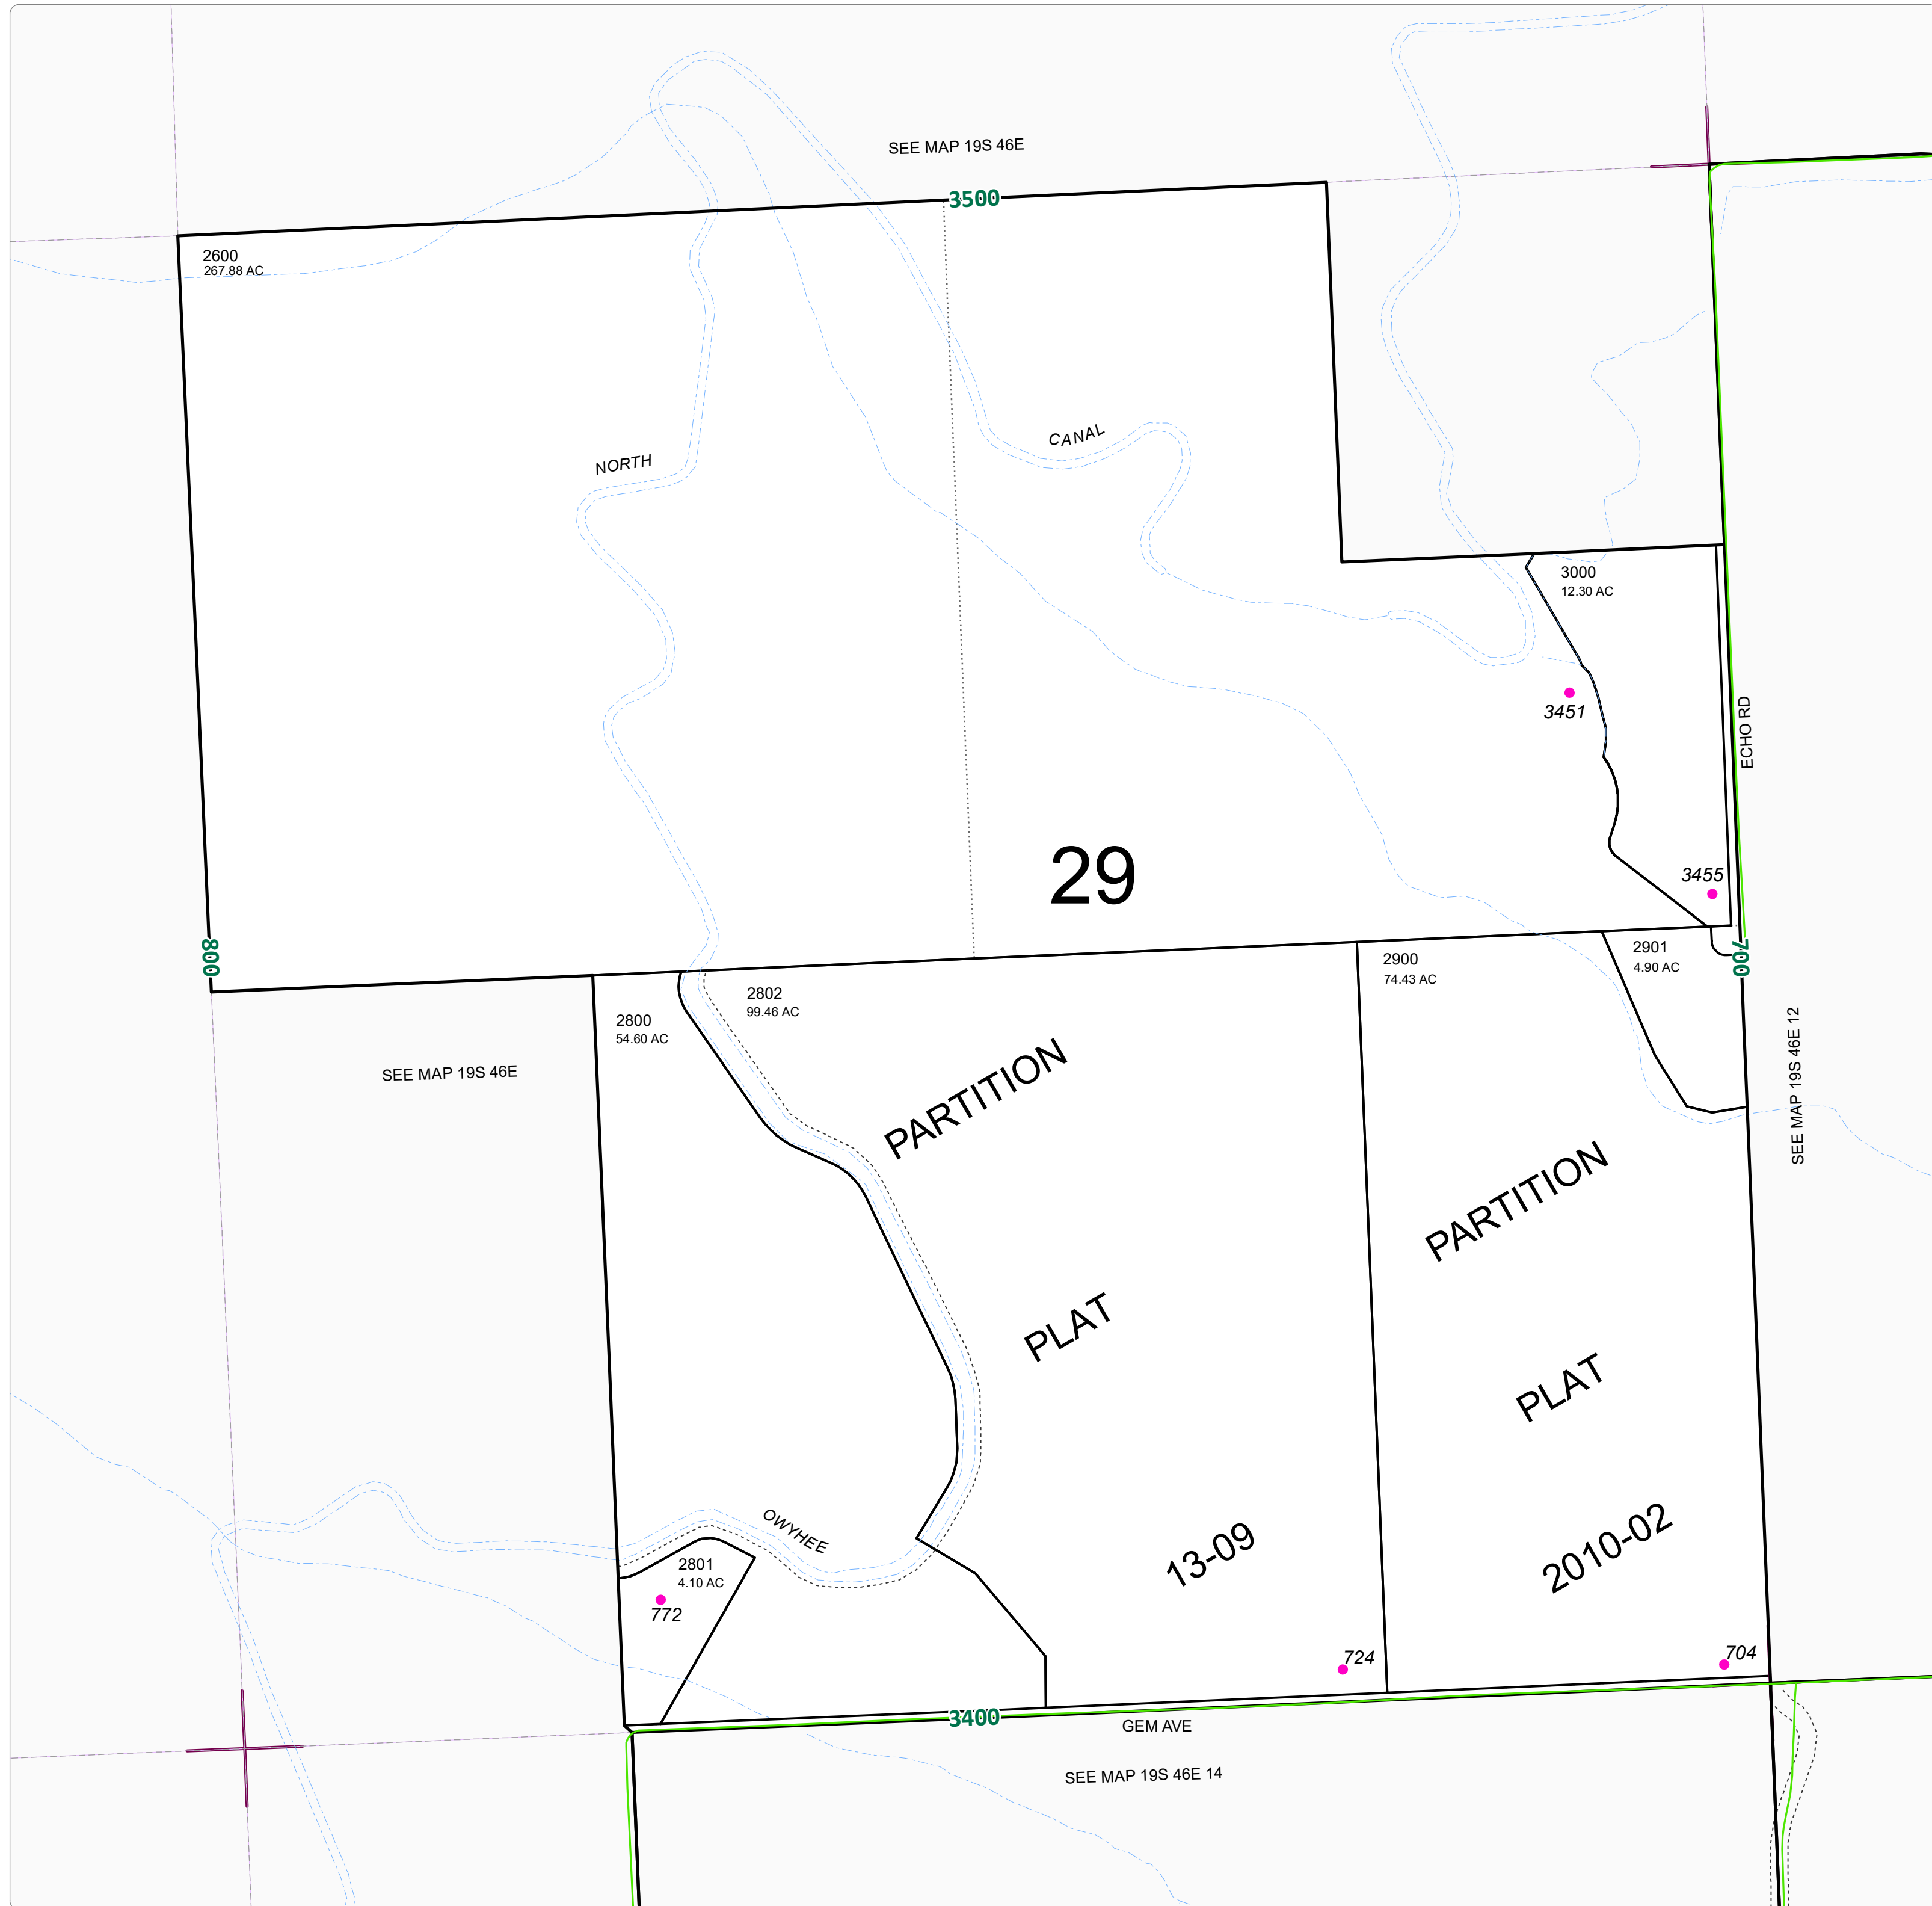 SEE MAP 19S 46E
3500
2600
267.88 AC
CANAL
NORTH
3000
12.30 AC
3451
ECHO RD
29
3455
800
700
2901
4.90 AC
2900
74.43 AC
2802
99.46 AC
2800
54.60 AC
SEE MAP 19S 46E
SEE MAP 19S 46E 12
PARTITION
PARTITION
PLAT
PLAT
OWYHEE
13-09
2010-02
2801
4.10 AC
772
724
704
3400
GEM AVE
SEE MAP 19S 46E 14